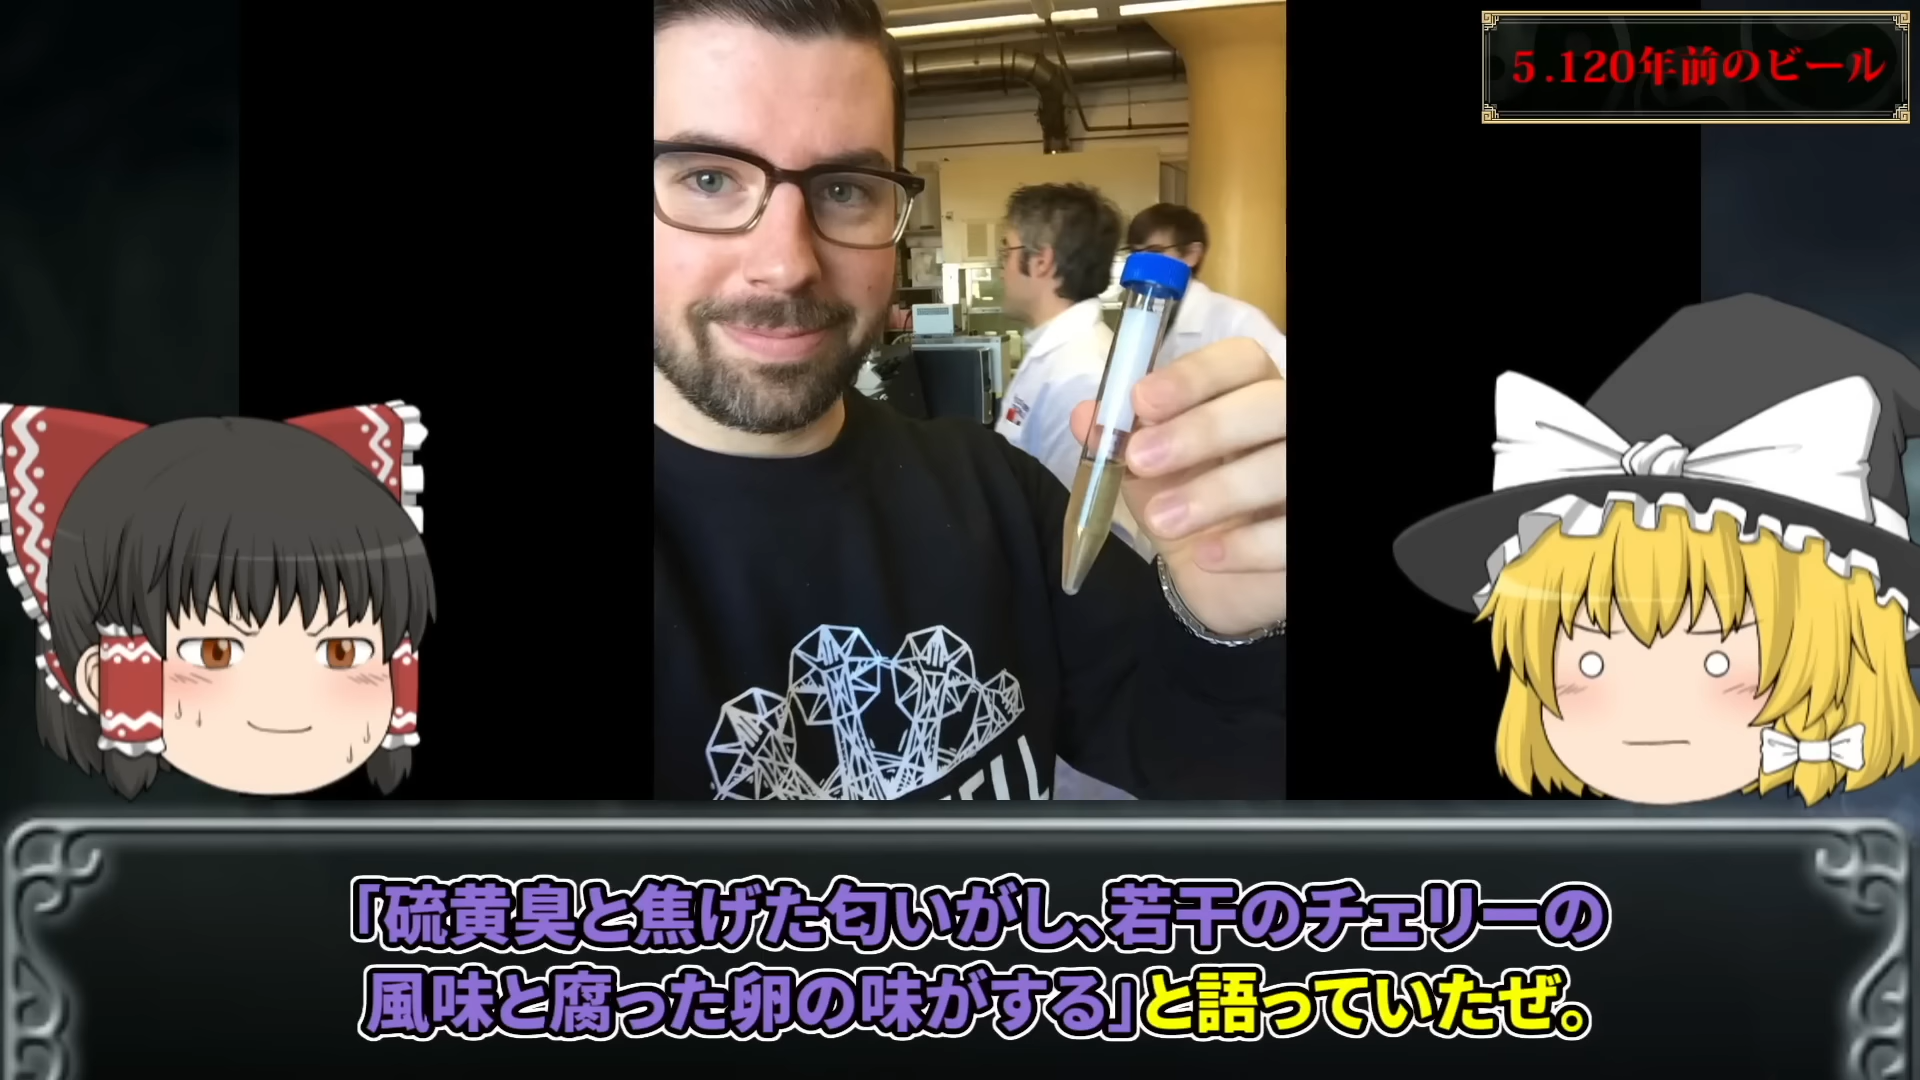 5.120年前のビール
「硫黄臭と焦げた匂いがし、若干のチェリーの
風味と腐った卵の味がする」と語っていたぜ。